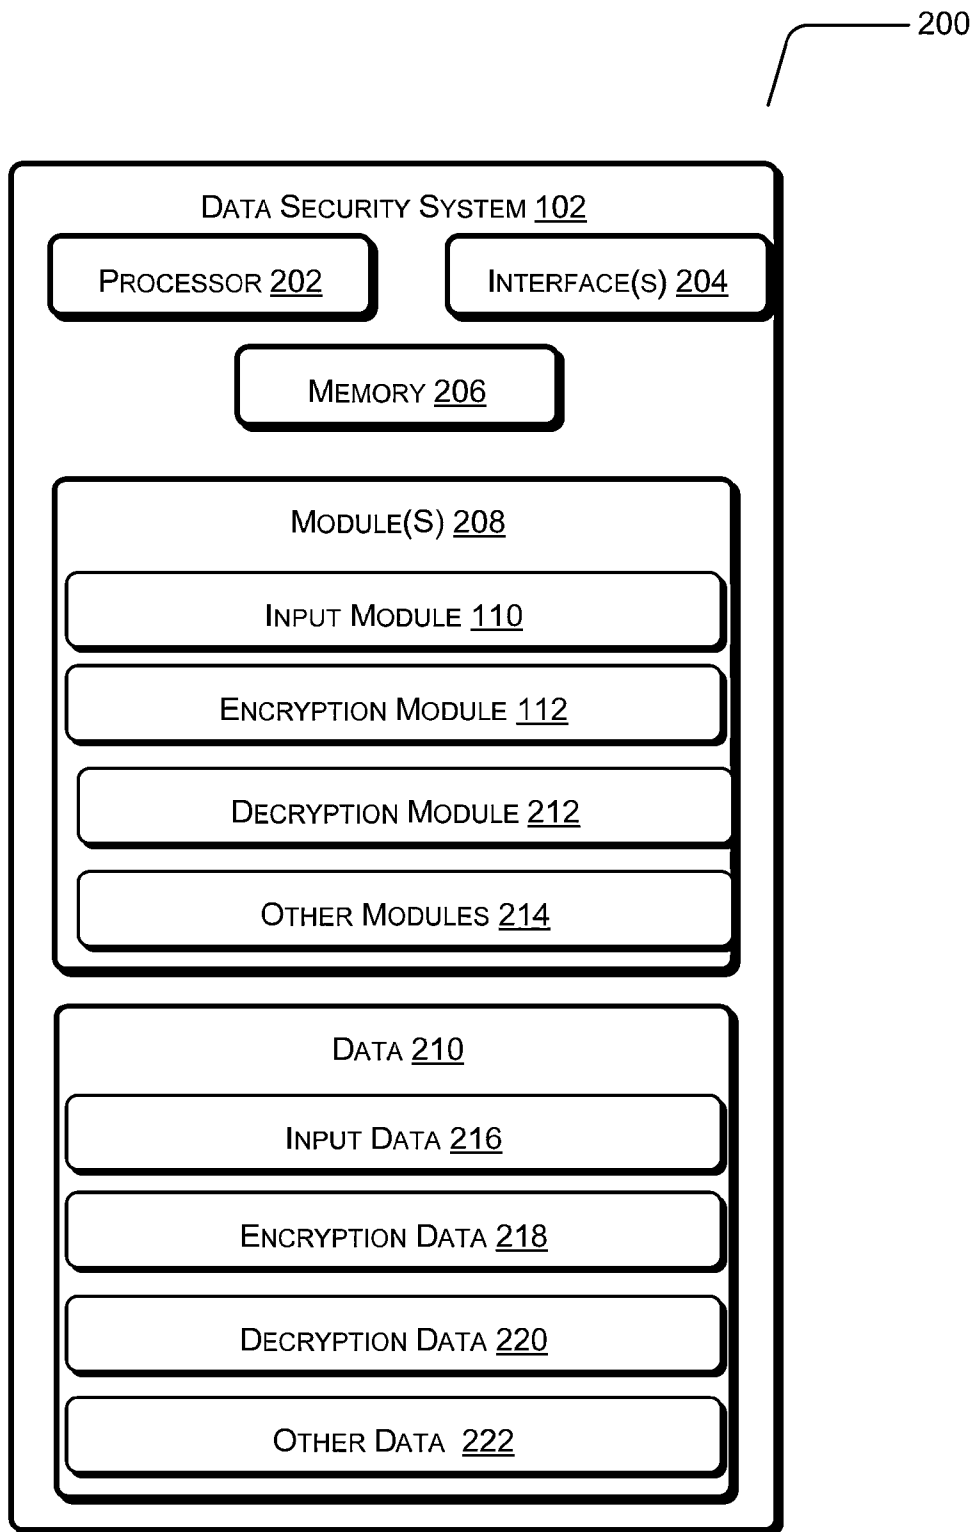 200
DATA SECURITY SYSTEM 102
PROCESSOR 202
INTERFACE(S) 204
MEMORY 206
MODULE(S) 208
INPUT MODULE 110
ENCRYPTION MODULE 112
DECRYPTION MODULE 212
OTHER MODULES 214
DATA 210
INPUT DATA 216
ENCRYPTION DATA 218
DECRYPTION DATA 220
OTHER DATA 222